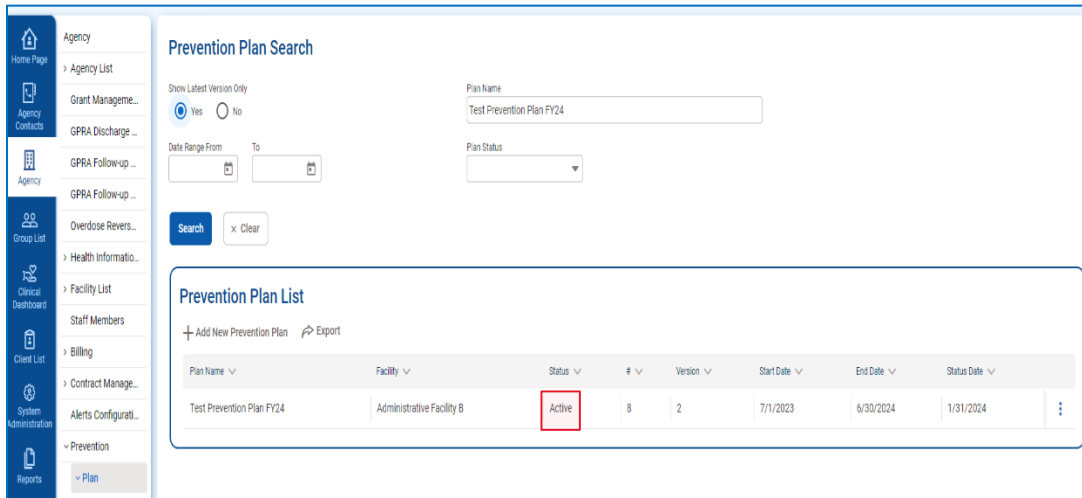 Home Page
Agency Contacts
Agency
Group List
Clinical Dashboard
Client List
System Administration
Reports
Agency
Agency List
Grant Manageme...
GPRA Discharge ...
GPRA Follow-up ...
GPRA Follow-up ...
Overdose Revers...
Health Informatio...
Facility List
Staff Members
Billing
Contract Manage...
Alerts Configurati...
Prevention
Plan
Prevention Plan Search
Show Latest Version Only
Yes No
Plan Name
Test Prevention Plan FY24
Date Range From To
Plan Status
Search × Clear
Prevention Plan List
Add New Prevention Plan Export
Plan Name Facility Status # Version Start Date End Date Status Date
Test Prevention Plan FY24 Administrative Facility B Active 8 2 7/1/2023 6/30/2024 1/31/2024